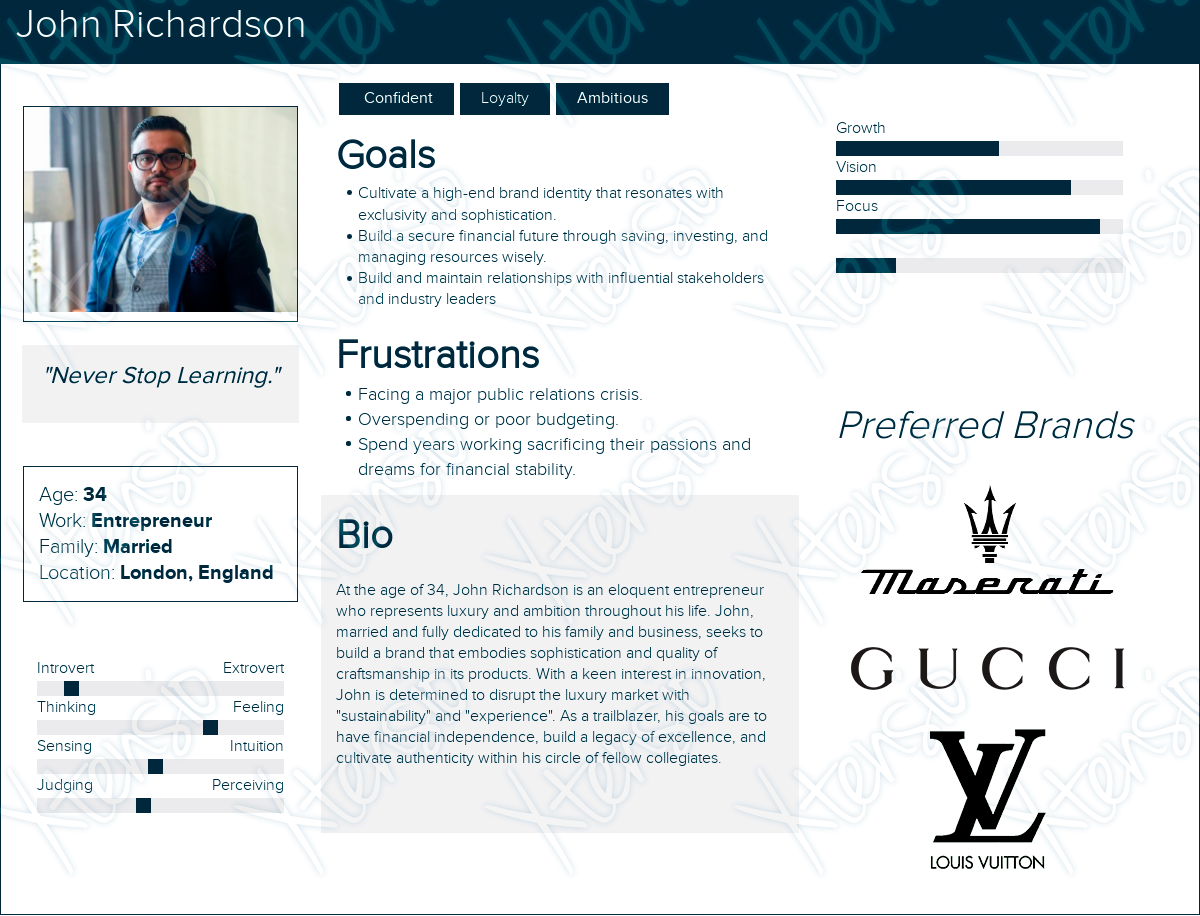 John Richardson
Confident
Loyalty
Ambitious
"Never Stop Learning."
Age: 34
Work: Entrepreneur
Family: Married
Location: London, England
Introvert Extrovert
Thinking Feeling
Sensing Intuition
Judging Perceiving
Goals
• Cultivate a high-end brand identity that resonates with
exclusivity and sophistication.
• Build a secure financial future through saving, investing, and
managing resources wisely.
• Build and maintain relationships with influential stakeholders
and industry leaders
Frustrations
• Facing a major public relations crisis.
• Overspending or poor budgeting.
• Spend years working sacrificing their passions and
dreams for financial stability.
Bio
At the age of 34, John Richardson is an eloquent entrepreneur
who represents luxury and ambition throughout his life. John,
married and fully dedicated to his family and business, seeks to
build a brand that embodies sophistication and quality of
craftsmanship in its products. With a keen interest in innovation,
John is determined to disrupt the luxury market with
"sustainability" and "experience". As a trailblazer, his goals are to
have financial independence, build a legacy of excellence, and
cultivate authenticity within his circle of fellow collegiates.
Growth
Vision
Focus
Preferred Brands
Maserati
GUCCI
LV
LOUIS VUITTON
Xtensio